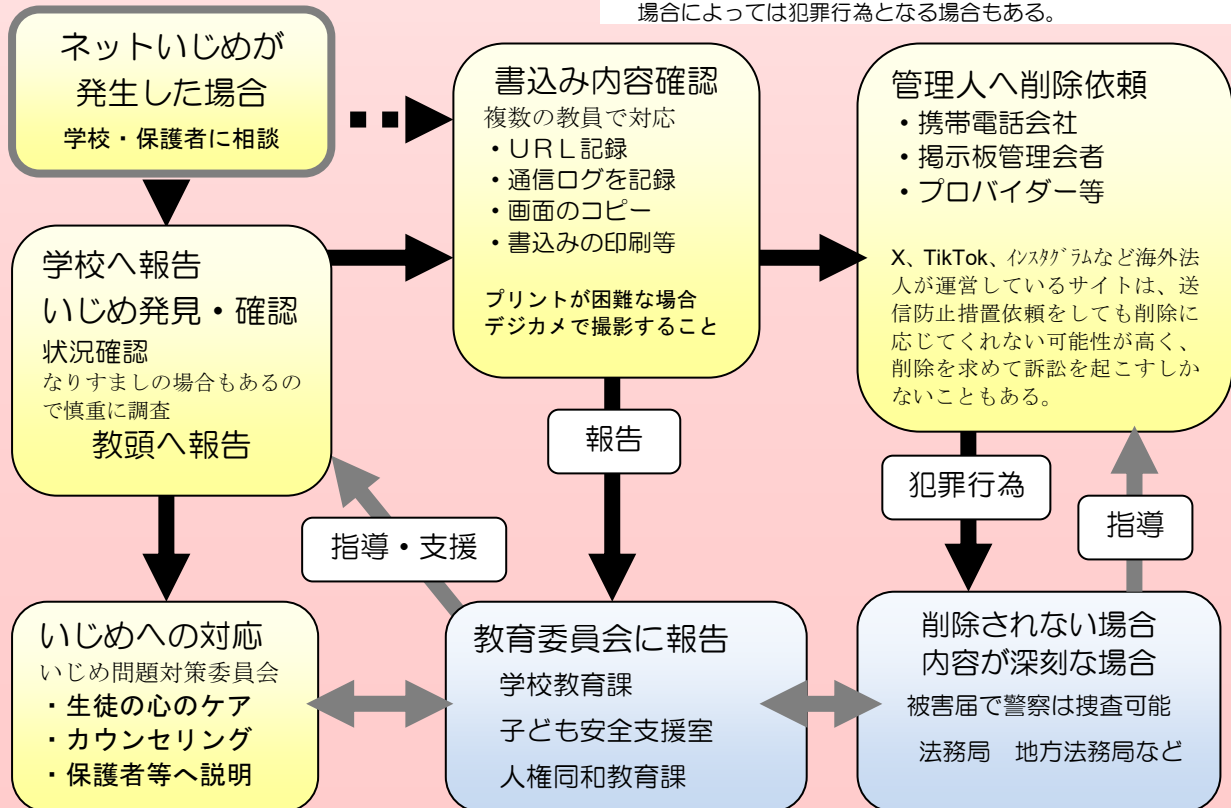 場合によっては犯罪行為となる場合もある。
ネットいじめが
発生した場合
学校・保護者に相談
書込み内容確認
複数の教員で対応
・ＵＲＬ記録
・通信ログを記録
・画面のコピー
・書込みの印刷等
プリントが困難な場合
デジカメで撮影すること
管理人へ削除依頼
・携帯電話会社
・掲示板管理会者
・プロバイダー等
X、TikTok、ｲﾝｽﾀｸﾞﾗﾑなど海外法
人が運営しているサイトは、送
信防止措置依頼をしても削除に
応じてくれない可能性が高く、
削除を求めて訴訟を起こすしか
ないこともある。
学校へ報告
いじめ発見・確認
状況確認
なりすましの場合もあるの
で慎重に調査
教頭へ報告
報告
犯罪行為
指導
指導・支援
いじめへの対応
いじめ問題対策委員会
・生徒の心のケア
・カウンセリング
・保護者等へ説明
教育委員会に報告
学校教育課
子ども安全支援室
人権同和教育課
削除されない場合
内容が深刻な場合
被害届で警察は捜査可能
法務局　地方法務局など